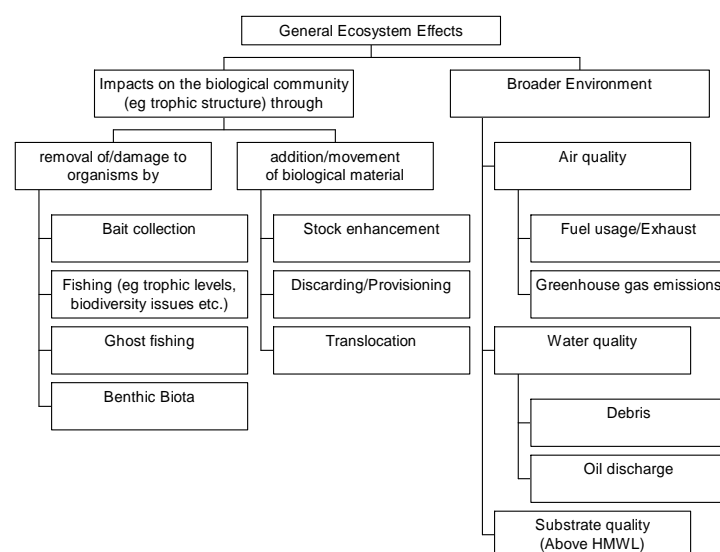 General Ecosystem Effects
Impacts on the biological community
(eg trophic structure) through
removal of/damage to
organisms by
Bait collection
Fishing (eg trophic levels,
biodiversity issues etc.)
Ghost fishing
Benthic Biota
addition/movement
of biological material
Stock enhancement
Discarding/Provisioning
Translocation
Broader Environment
Air quality
Fuel usage/Exhaust
Greenhouse gas emissions
Water quality
Debris
Oil discharge
Substrate quality
(Above HMWL)